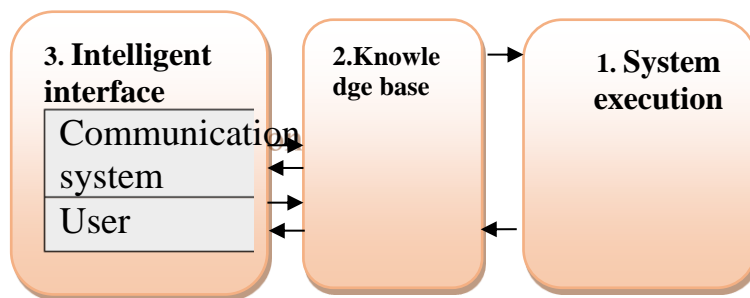 3. Intelligent
interface
Communication
system
User
2.Knowle
dge base
1. System
execution